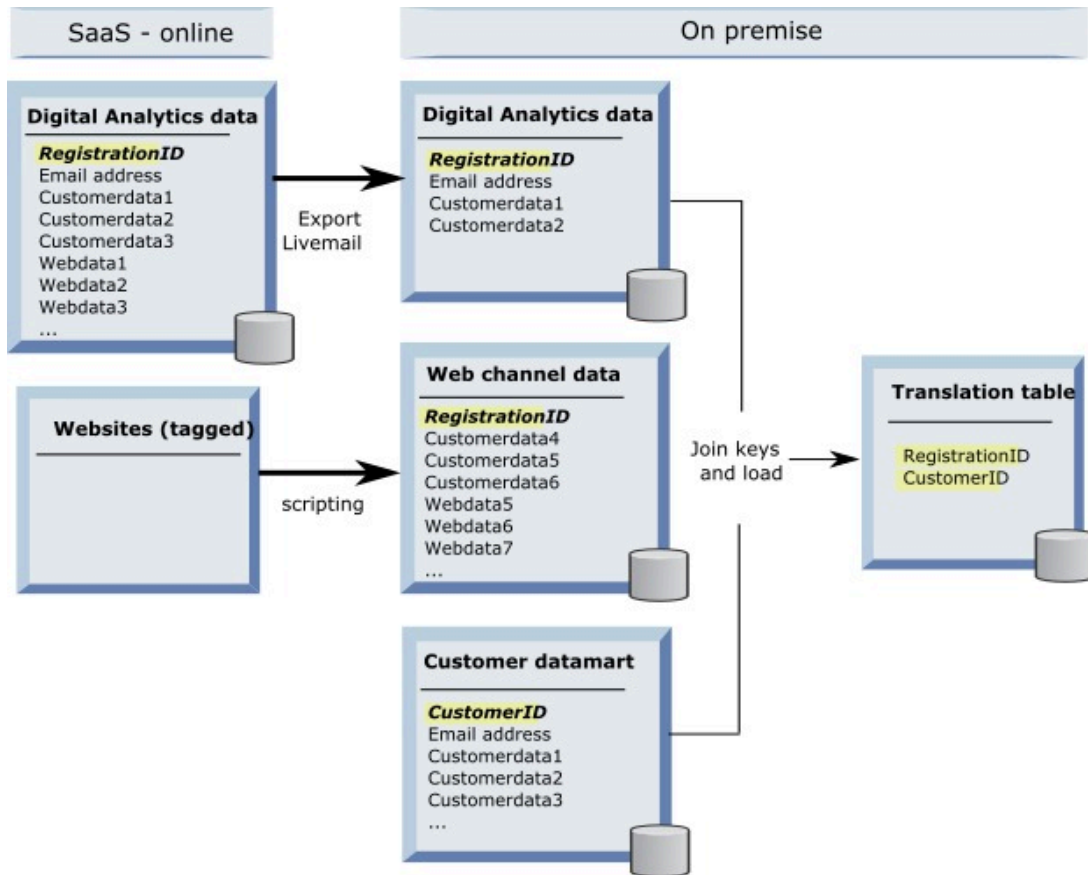 SaaS - online
On premise
Digital Analytics data
RegistrationID
Email address
Customerdata1
Customerdata2
Customerdata3
Webdata1
Webdata2
Webdata3
...
Export
Livemail
Digital Analytics data
RegistrationID
Email address
Customerdata1
Customerdata2
Websites (tagged)
scripting
Web channel data
RegistrationID
Customerdata4
Customerdata5
Customerdata6
Webdata5
Webdata6
Webdata7
...
Customer datamart
CustomerID
Email address
Customerdata1
Customerdata2
Customerdata3
...
Join keys
and load
Translation table
RegistrationID
CustomerID